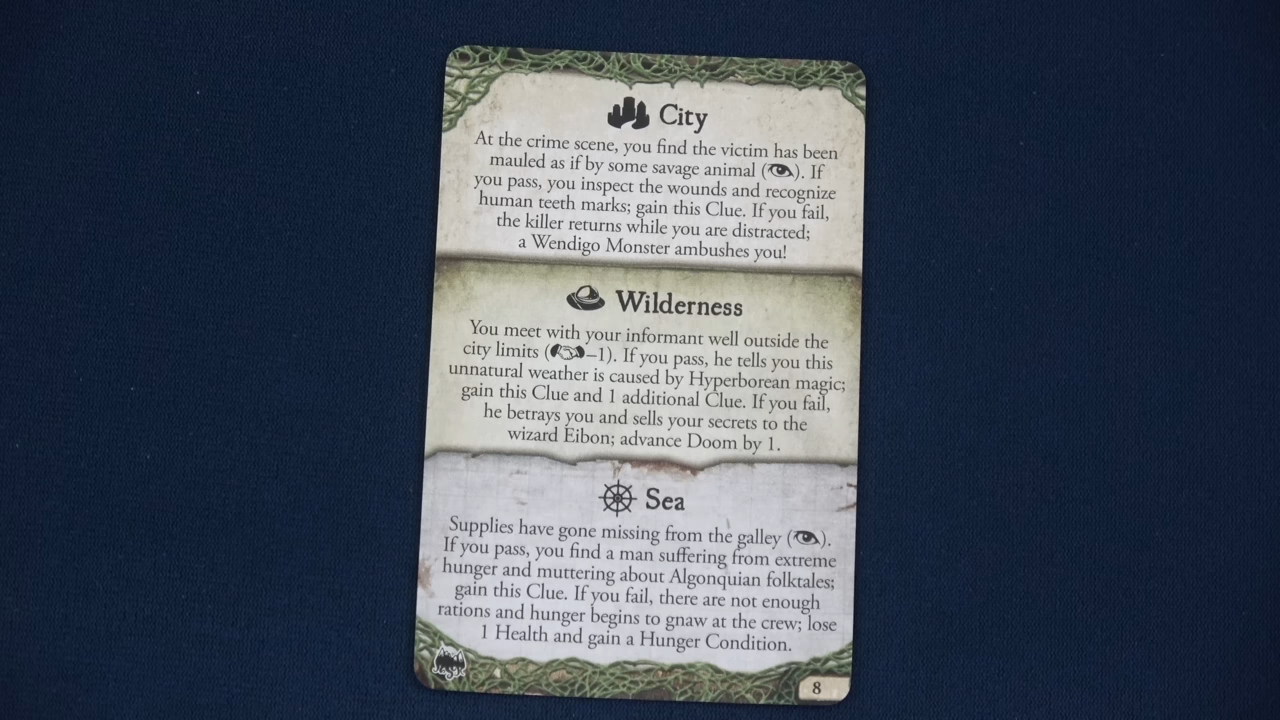 City
At the crime scene, you find the victim has been
mauled as if by some savage animal ( ). If
you pass, you inspect the wounds and recognize
human teeth marks; gain this Clue. If you fail,
the killer returns while you are distracted;
a Wendigo Monster ambushes you!
Wilderness
You meet with your informant well outside the
city limits ( –1). If you pass, he tells you this
unnatural weather is caused by Hyperborean magic;
gain this Clue and 1 additional Clue. If you fail,
he betrays you and sells your secrets to the
wizard Eibon; advance Doom by 1.
Sea
Supplies have gone missing from the galley ( ).
If you pass, you find a man suffering from extreme
hunger and muttering about Algonquian folktales;
gain this Clue. If you fail, there are not enough
rations and hunger begins to gnaw at the crew; lose
1 Health and gain a Hunger Condition.
8